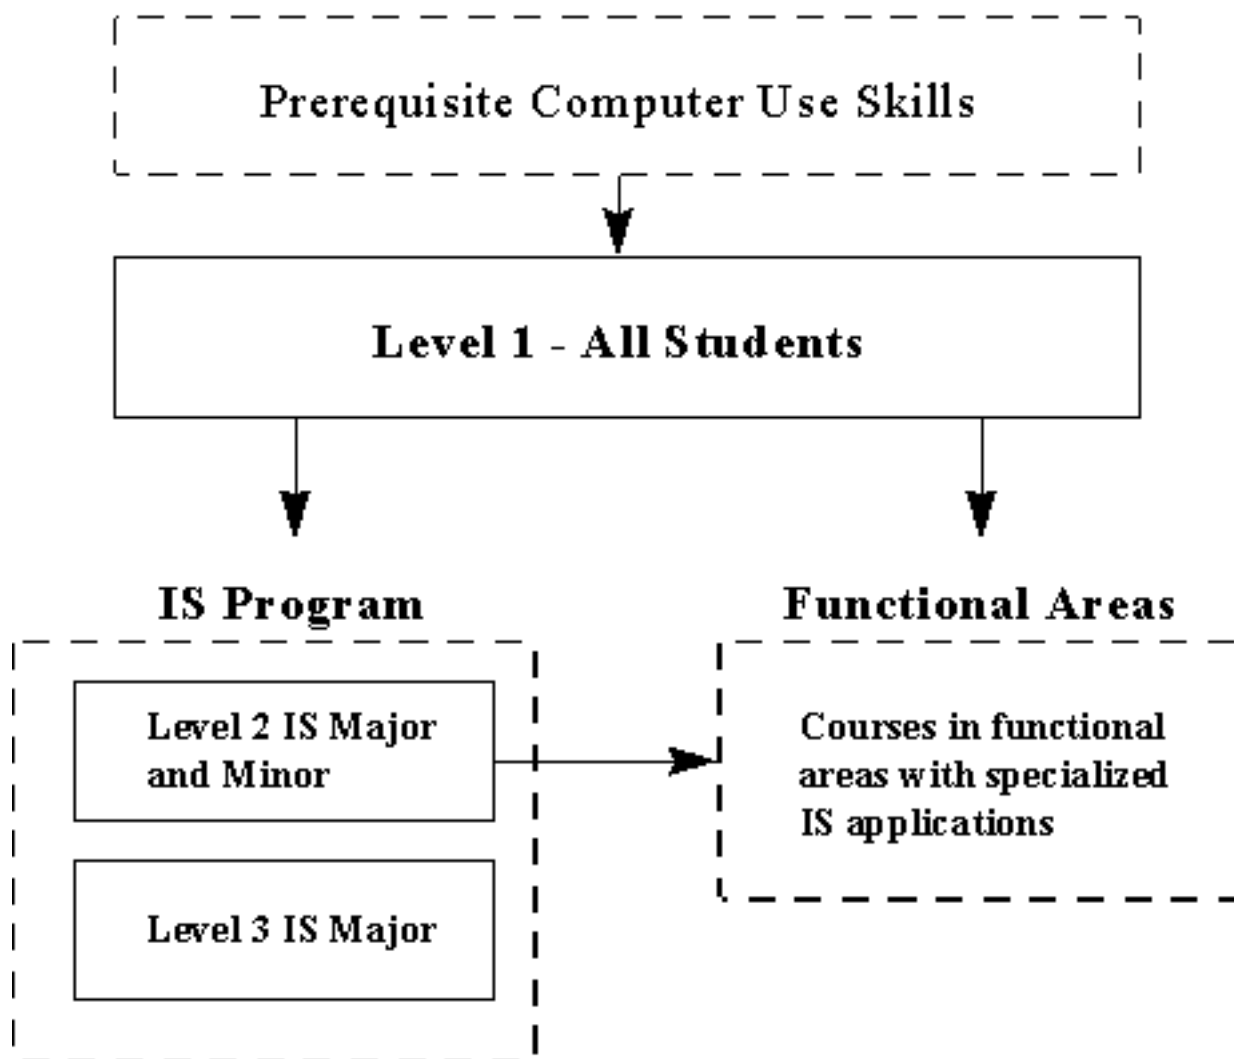 Prerequisite Computer Use Skills
Level 1 - All Students
IS Program
Functional Areas
Level 2 IS Major
and Minor
Courses in functional
areas with specialized
IS applications
Level 3 IS Major